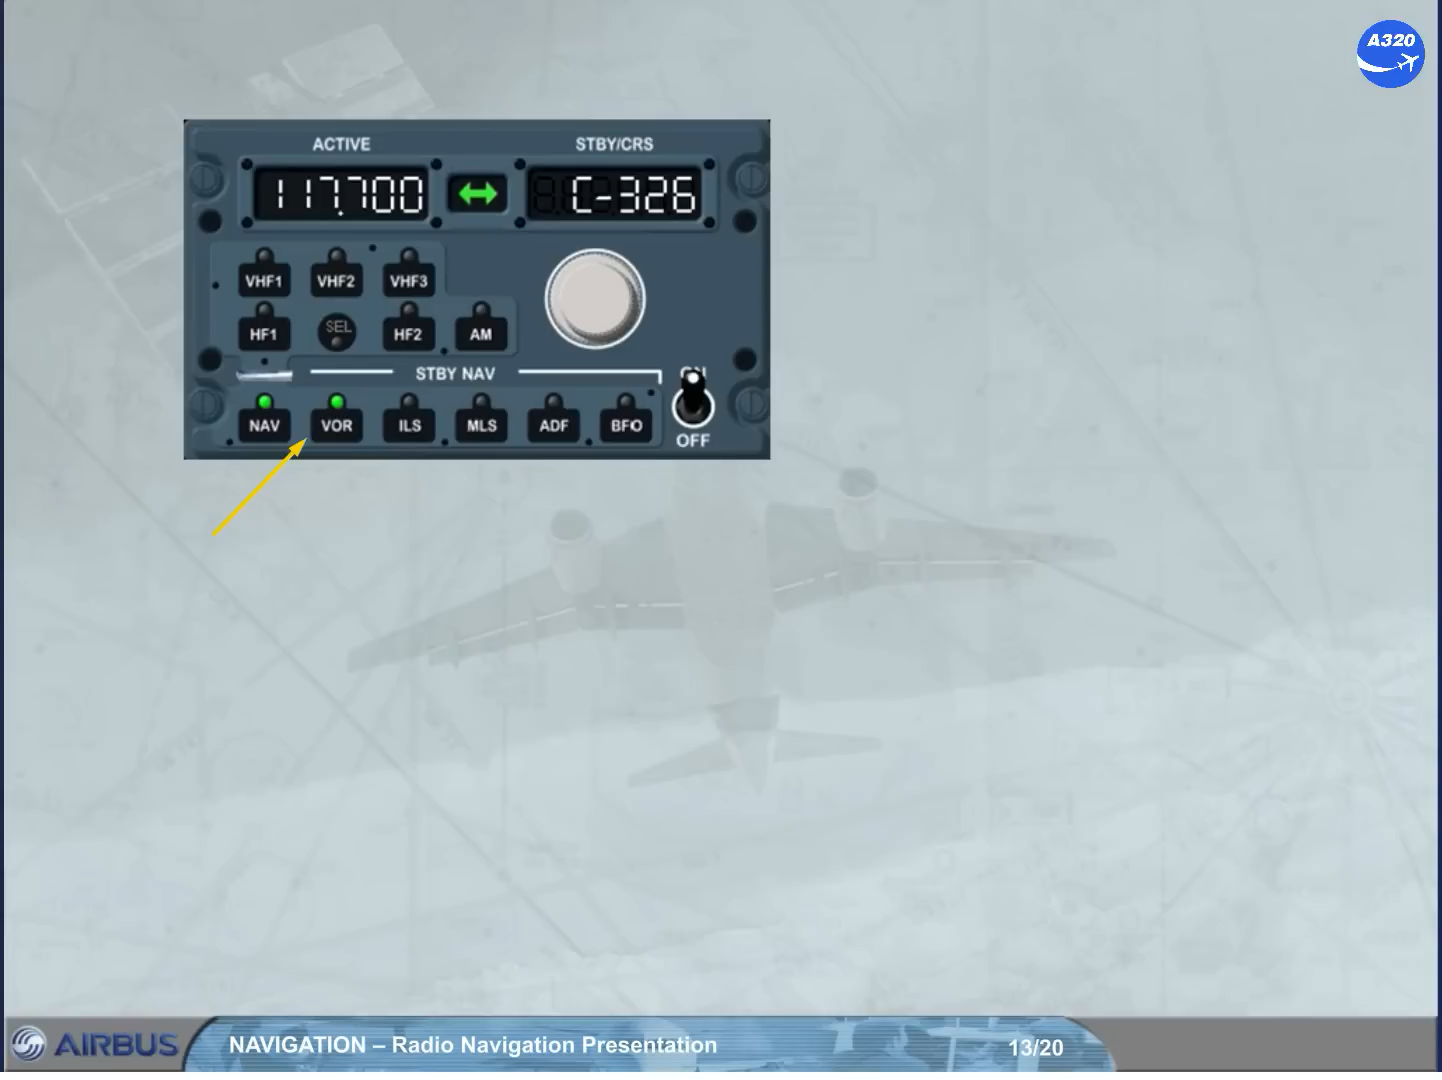 A320
ACTIVE STBY/CRS
117.700 C-326
VHF1 VHF2 VHF3
HF1 SEL HF2 AM
STBY NAV ON
NAV VOR ILS MLS ADF BFO
OFF
AIRBUS NAVIGATION – Radio Navigation Presentation 13/20